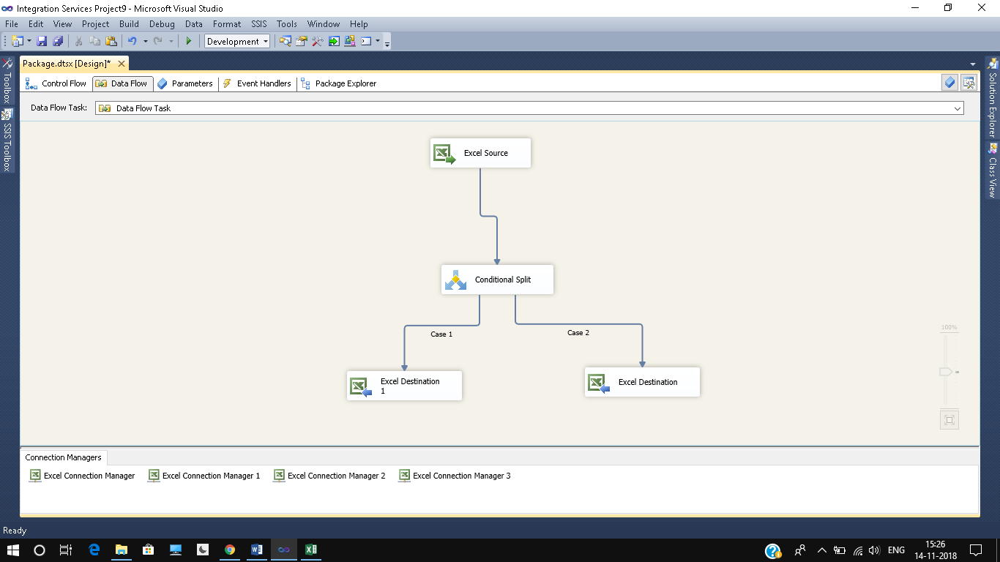 Integration Services Project9 - Microsoft Visual Studio
File Edit View Project Build Debug Data Format SSIS Tools Window Help
Development
Package.dtsx [Design]*
Control Flow Data Flow Parameters Event Handlers Package Explorer
Data Flow Task: Data Flow Task
Toolbox
SSIS Toolbox
Solution Explorer
Class View
Excel Source
Conditional Split
Case 1
Case 2
Excel Destination
1
Excel Destination
100%
Connection Managers
Excel Connection Manager Excel Connection Manager 1 Excel Connection Manager 2 Excel Connection Manager 3
Ready
ENG
15:26
14-11-2018